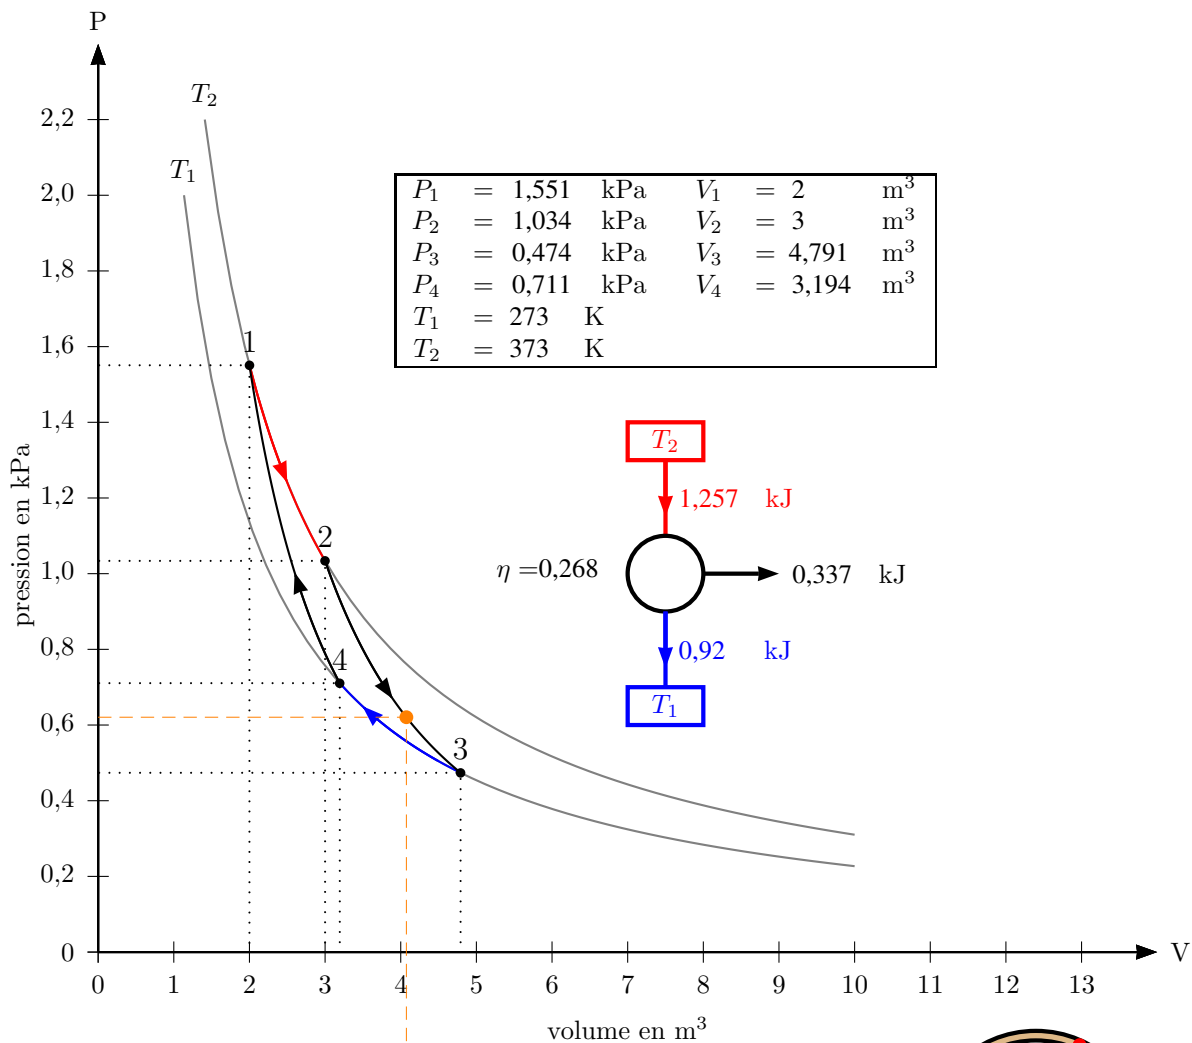 P
T₂
T₁
2,2
2,0
1,8
1,6
1,4
1,2
1,0
0,8
0,6
0,4
0,2
0
pression en kPa
P₁ = 1,551 kPa V₁ = 2 m³
P₂ = 1,034 kPa V₂ = 3 m³
P₃ = 0,474 kPa V₃ = 4,791 m³
P₄ = 0,711 kPa V₄ = 3,194 m³
T₁ = 273 K
T₂ = 373 K
1
2
4
3
T₂
1,257 kJ
η =0,268
0,337 kJ
0,92 kJ
T₁
0 1 2 3 4 5 6 7 8 9 10 11 12 13
V
volume en m³